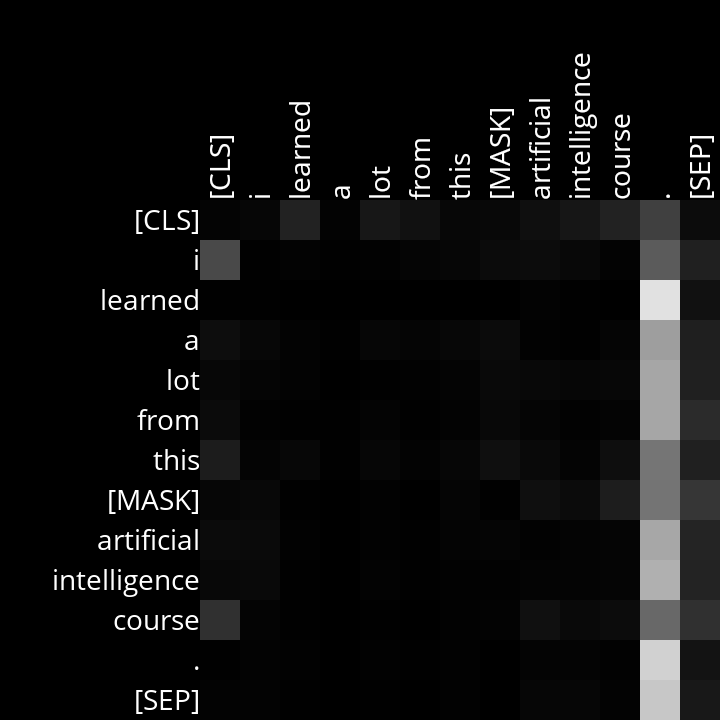 [CLS]
i
learned
a
lot
from
this
[MASK]
artificial
intelligence
course
.
[SEP]
[CLS]
i
learned
a
lot
from
this
[MASK]
artificial
intelligence
course
.
[SEP]